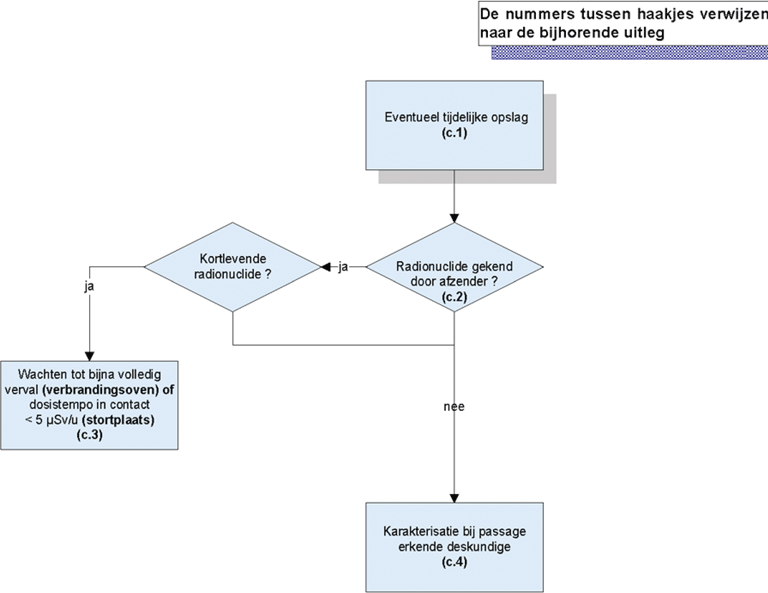 De nummers tussen haakjes verwijzen
naar de bijhorende uitleg
Eventueel tijdelijke opslag
(c.1)
Kortlevende
radionuclide ?
ja
Radionuclide gekend
door afzender ?
(c.2)
ja
Wachten tot bijna volledig
verval (verbrandingsoven) of
dosistempo in contact
< 5 µSv/u (stortplaats)
(c.3)
nee
Karakterisatie bij passage
erkende deskundige
(c.4)